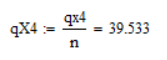 qX4 := qx4/n = 39.533